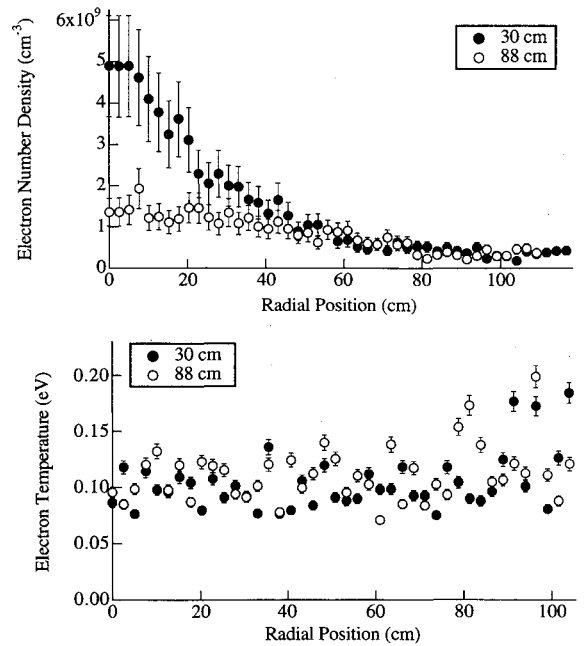 6x10⁹
5
4
3
2
1
0
Electron Number Density (cm⁻³)
30 cm
88 cm
0
20
40
60
80
100
Radial Position (cm)
0.20
0.15
0.10
0.05
0.00
Electron Temperature (eV)
30 cm
88 cm
0
20
40
60
80
100
Radial Position (cm)